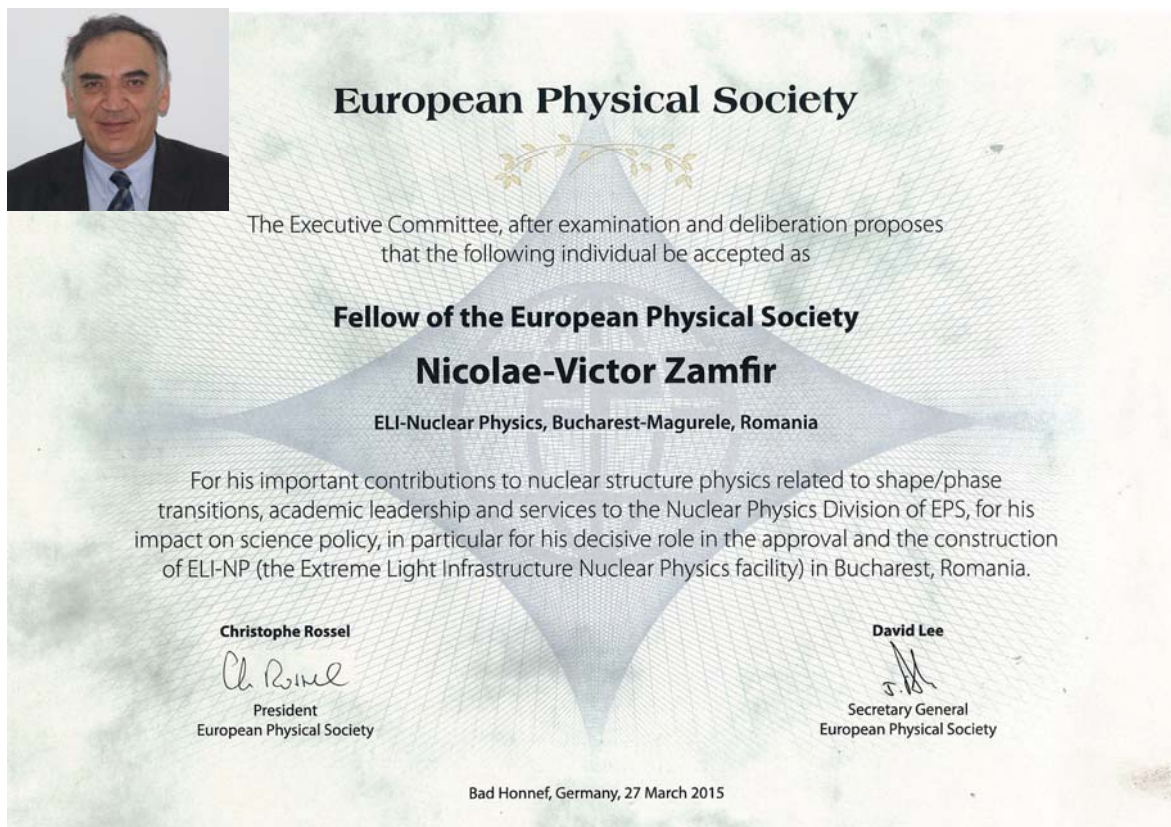 European Physical Society
The Executive Committee, after examination and deliberation proposes
that the following individual be accepted as
Fellow of the European Physical Society
Nicolae-Victor Zamfir
ELI-Nuclear Physics, Bucharest-Magurele, Romania
For his important contributions to nuclear structure physics related to shape/phase
transitions, academic leadership and services to the Nuclear Physics Division of EPS, for his
impact on science policy, in particular for his decisive role in the approval and the construction
of ELI-NP (the Extreme Light Infrastructure Nuclear Physics facility) in Bucharest, Romania.
Christophe Rossel
Ch. Rossel
President
European Physical Society
David Lee
Secretary General
European Physical Society
Bad Honnef, Germany, 27 March 2015